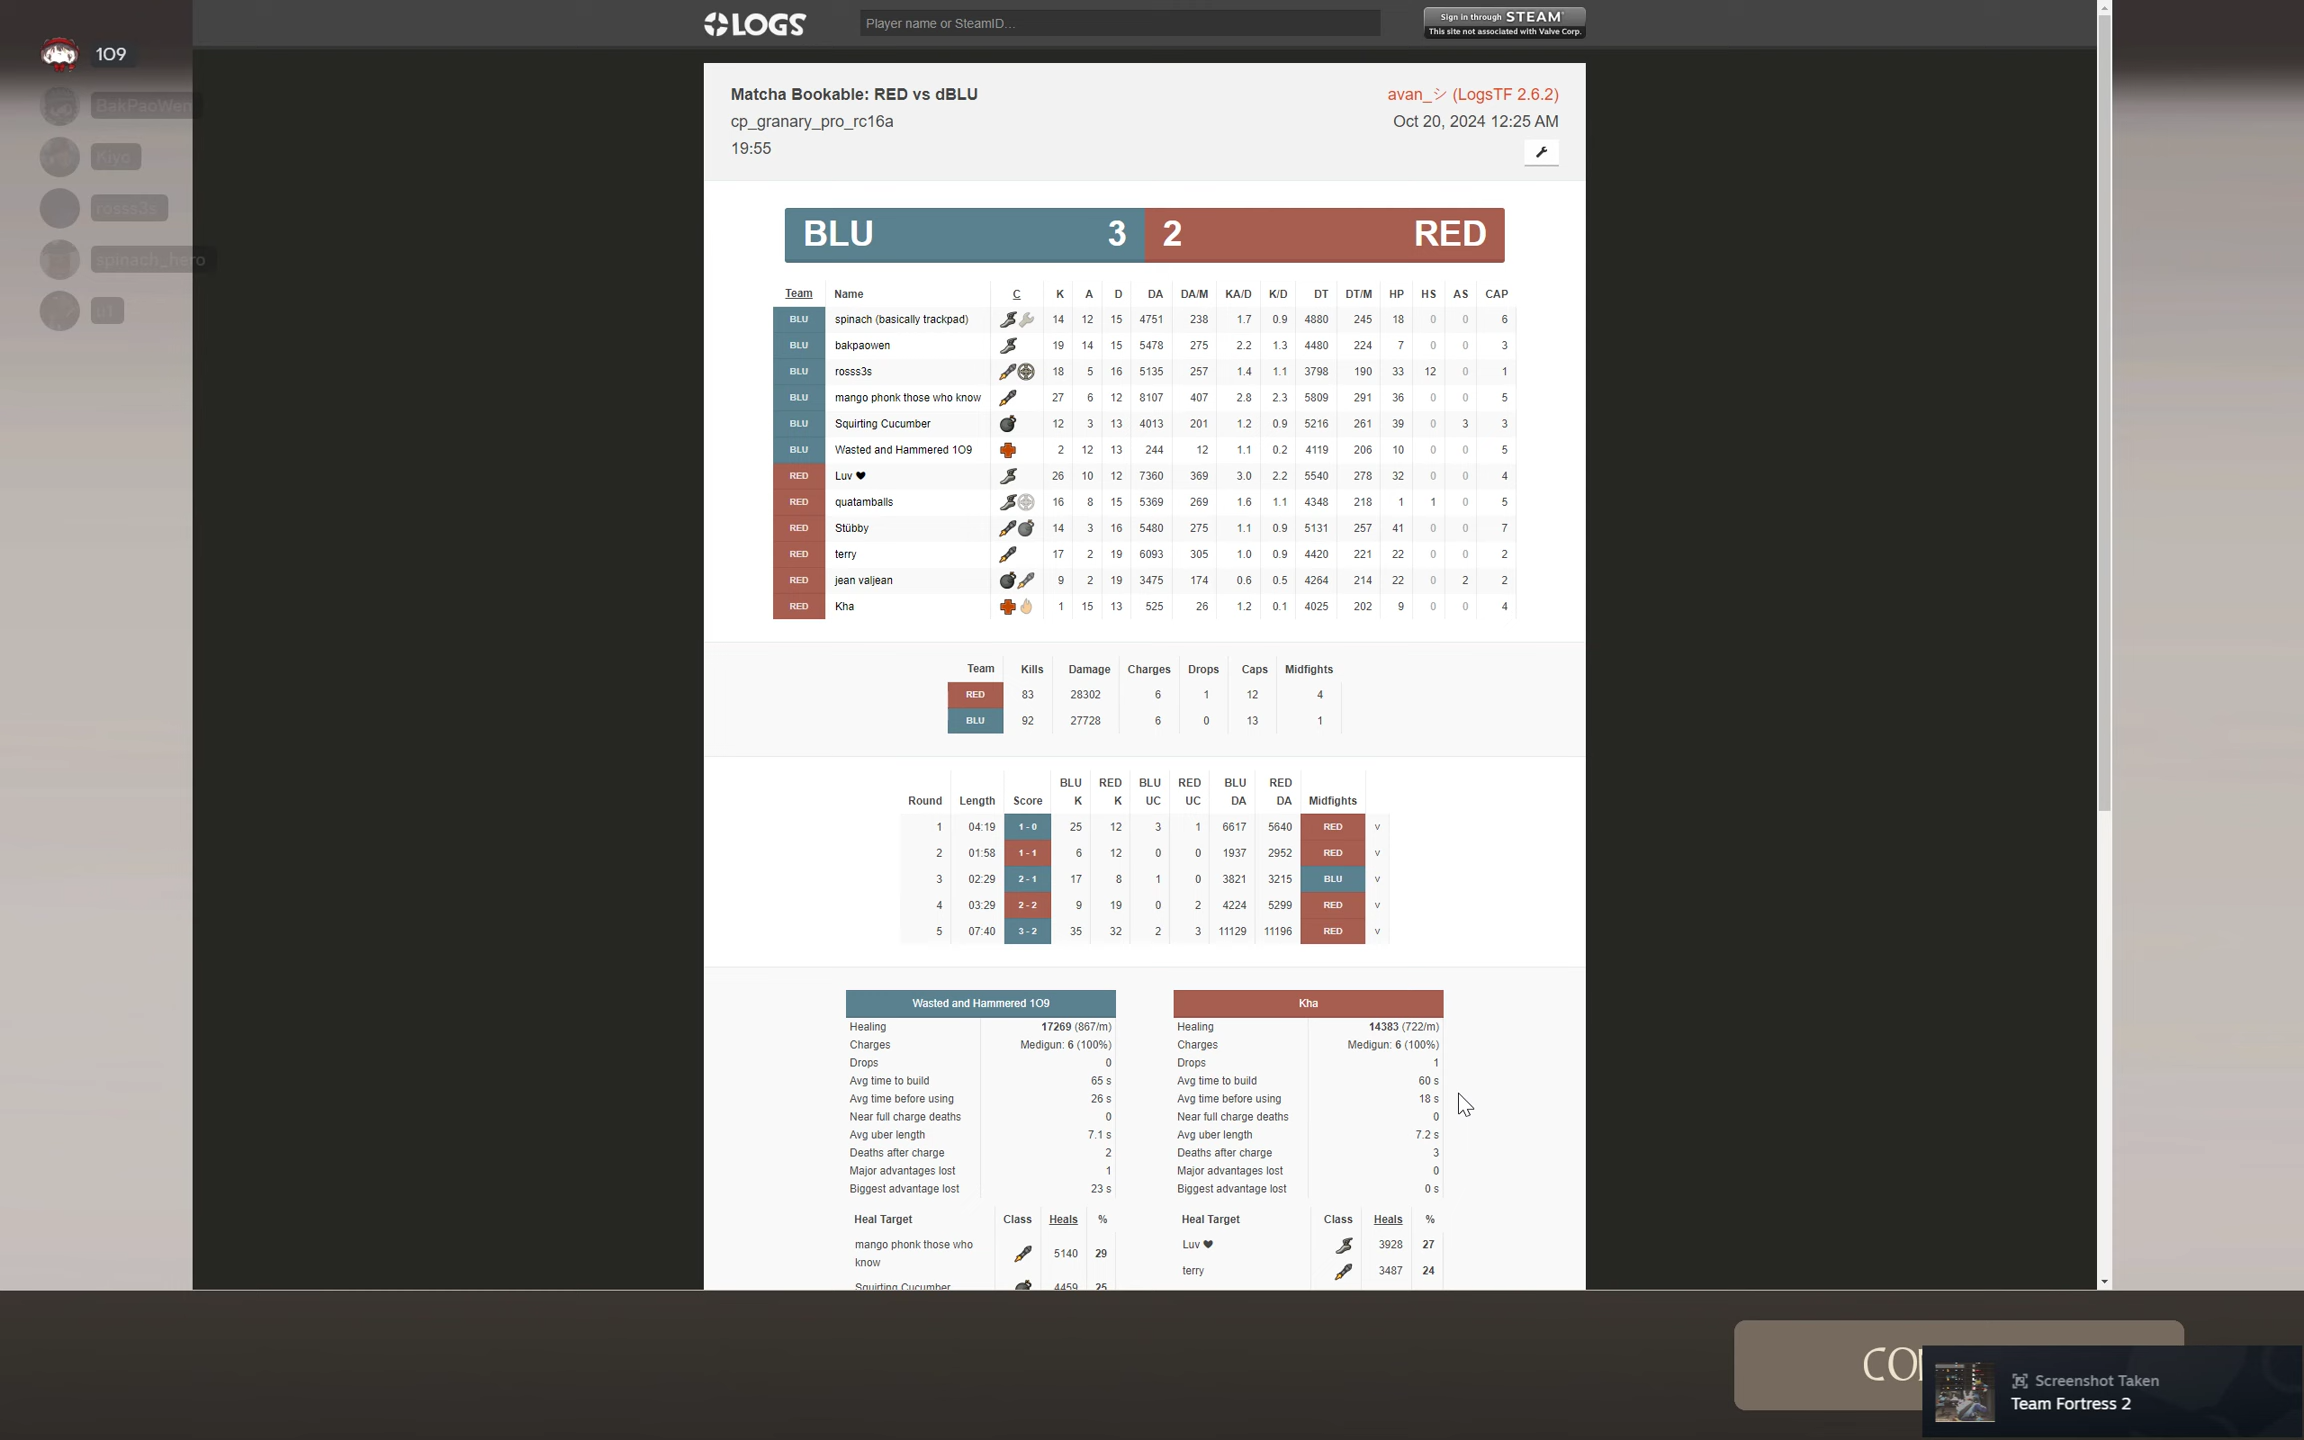 LOGS
Player name or SteamID...
Sign in through STEAM
This site not associated with Valve Corp.
1O9
BakPaoWen
Kiyo
rosss3s
spinach_hero
u1
Matcha Bookable: RED vs dBLU
avan_シ (LogsTF 2.6.2)
cp_granary_pro_rc16a
Oct 20, 2024 12:25 AM
19:55
BLU 3 2 RED
Team Name C K A D DA DA/M KA/D K/D DT DT/M HP HS AS CAP
BLU spinach (basically trackpad) 14 12 15 4751 238 1.7 0.9 4880 245 18 0 0 6
BLU bakpaowen 19 14 15 5478 275 2.2 1.3 4480 224 7 0 0 3
BLU rosss3s 18 5 16 5135 257 1.4 1.1 3798 190 33 12 0 1
BLU mango phonk those who know 27 6 12 8107 407 2.8 2.3 5809 291 36 0 0 5
BLU Squirting Cucumber 12 3 13 4013 201 1.2 0.9 5216 261 39 0 3 3
BLU Wasted and Hammered 1O9 2 12 13 244 12 1.1 0.2 4119 206 10 0 0 5
RED Luv ♥ 26 10 12 7360 369 3.0 2.2 5540 278 32 0 0 4
RED quatamballs 16 8 15 5369 269 1.6 1.1 4348 218 1 1 0 5
RED Stübby 14 3 16 5480 275 1.1 0.9 5131 257 41 0 0 7
RED terry 17 2 19 6093 305 1.0 0.9 4420 221 22 0 0 2
RED jean valjean 9 2 19 3475 174 0.6 0.5 4264 214 22 0 2 2
RED Kha 1 15 13 525 26 1.2 0.1 4025 202 9 0 0 4
Team Kills Damage Charges Drops Caps Midfights
RED 83 28302 6 1 12 4
BLU 92 27728 6 0 13 1
BLU RED BLU RED BLU RED
Round Length Score K K UC UC DA DA Midfights
1 04:19 1 - 0 25 12 3 1 6617 5640 RED v
2 01:58 1 - 1 6 12 0 0 1937 2952 RED v
3 02:29 2 - 1 17 8 1 0 3821 3215 BLU v
4 03:29 2 - 2 9 19 0 2 4224 5299 RED v
5 07:40 3 - 2 35 32 2 3 11129 11196 RED v
Wasted and Hammered 1O9
Healing 17269 (867/m)
Charges Medigun: 6 (100%)
Drops 0
Avg time to build 65 s
Avg time before using 26 s
Near full charge deaths 0
Avg uber length 7.1 s
Deaths after charge 2
Major advantages lost 1
Biggest advantage lost 23 s
Heal Target Class Heals %
mango phonk those who
know 5140 29
Squirting Cucumber 4459 25
Kha
Healing 14383 (722/m)
Charges Medigun: 6 (100%)
Drops 1
Avg time to build 60 s
Avg time before using 18 s
Near full charge deaths 0
Avg uber length 7.2 s
Deaths after charge 3
Major advantages lost 0
Biggest advantage lost 0 s
Heal Target Class Heals %
Luv ♥ 3928 27
terry 3487 24
Screenshot Taken
Team Fortress 2